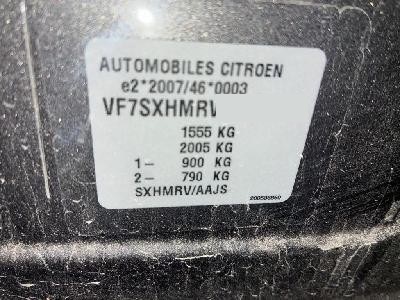 AUTOMOBILES CITROEN
e2*2007/46*0003
VF7SXHMRV
1555 KG
2005 KG
1- 900 KG
2- 790 KG
SXHMRV/AAJS